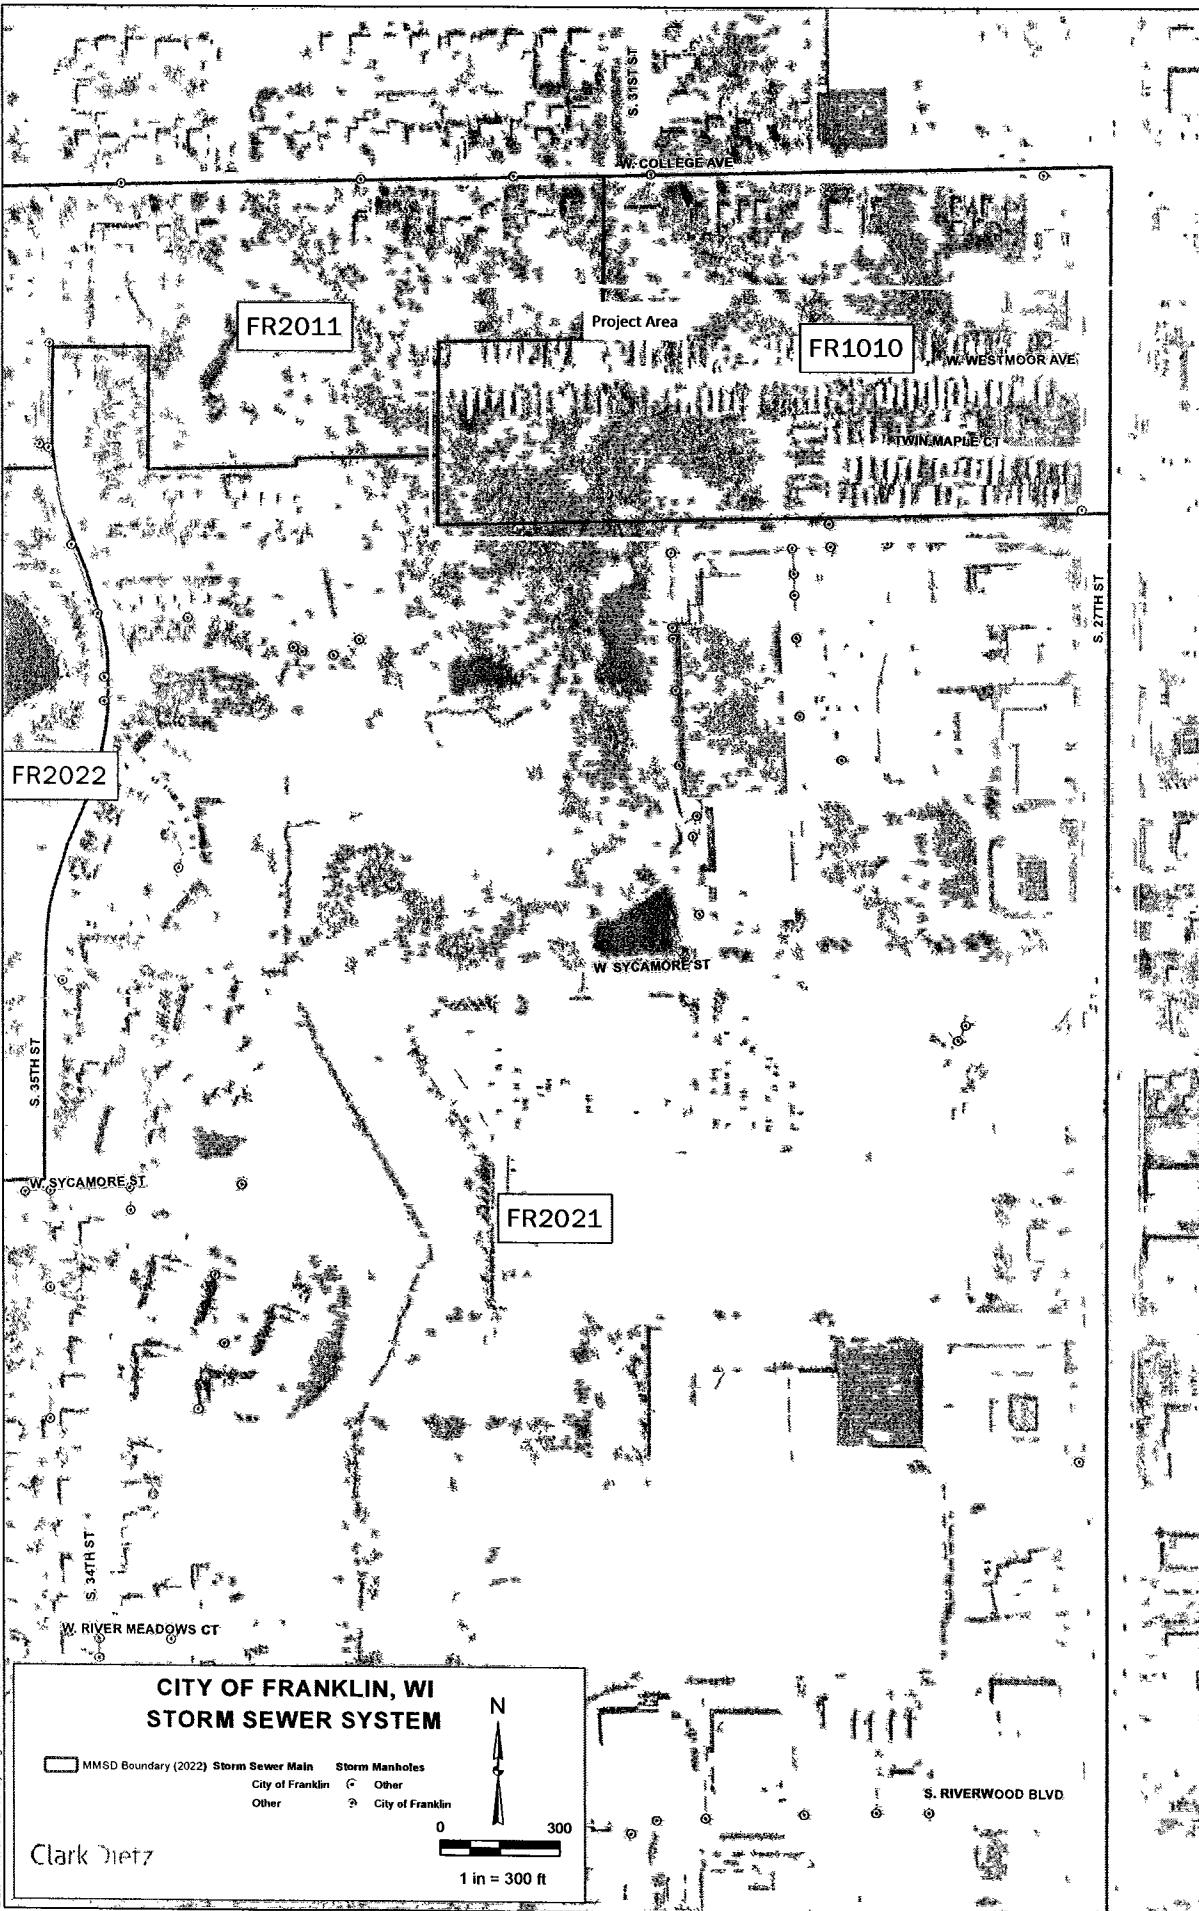 S. 31ST ST
W. COLLEGE AVE
FR2011
Project Area
FR1010
W. WESTMOOR AVE
TWIN MAPLE CT
S. 27TH ST
FR2022
W SYCAMORE ST
S. 35TH ST
W. SYCAMORE ST
FR2021
S. 34TH ST
W. RIVER MEADOWS CT
CITY OF FRANKLIN, WI
STORM SEWER SYSTEM
N
MMSD Boundary (2022) Storm Sewer Main Storm Manholes
City of Franklin Other
Other City of Franklin
0 300
1 in = 300 ft
Clark Dietz
S. RIVERWOOD BLVD